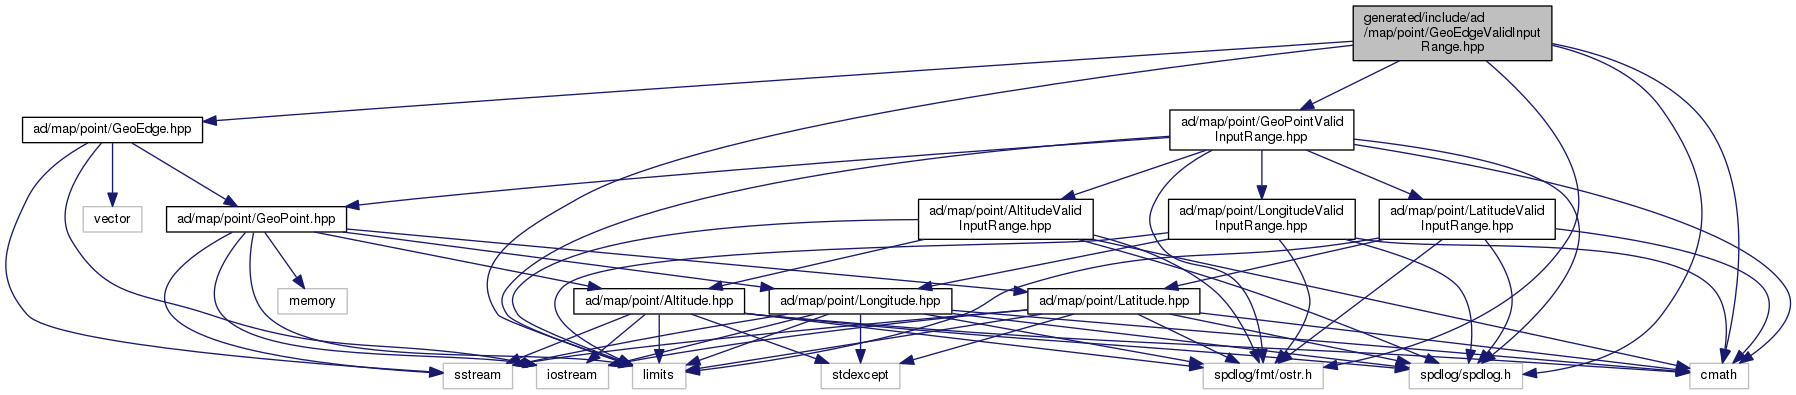 generated/include/ad
/map/point/GeoEdgeValidInput
Range.hpp
ad/map/point/GeoEdge.hpp
ad/map/point/GeoPointValid
InputRange.hpp
vector
ad/map/point/GeoPoint.hpp
ad/map/point/AltitudeValid
InputRange.hpp
ad/map/point/LongitudeValid
InputRange.hpp
ad/map/point/LatitudeValid
InputRange.hpp
memory
ad/map/point/Altitude.hpp
ad/map/point/Longitude.hpp
ad/map/point/Latitude.hpp
sstream
iostream
limits
stdexcept
spdlog/fmt/ostr.h
spdlog/spdlog.h
cmath